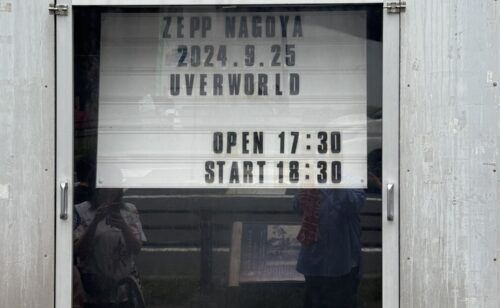 ZEPP NAGOYA
2024.9.25
UVERWORLD
OPEN 17:30
START 18:30